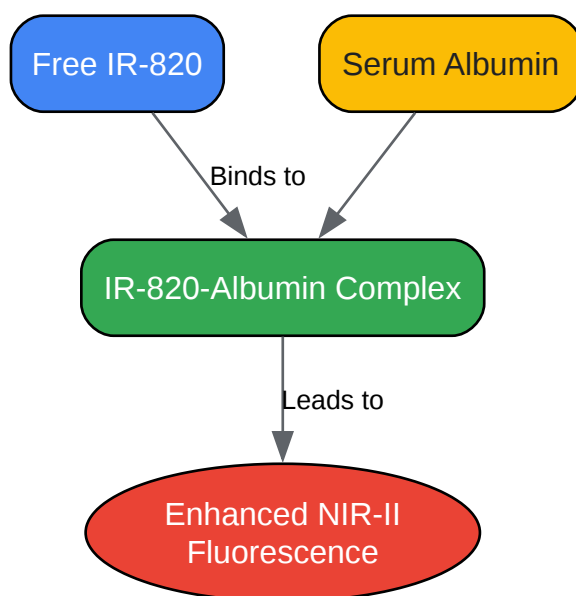 Free IR-820
Serum Albumin
Binds to
IR-820-Albumin Complex
Leads to
Enhanced NIR-II
Fluorescence